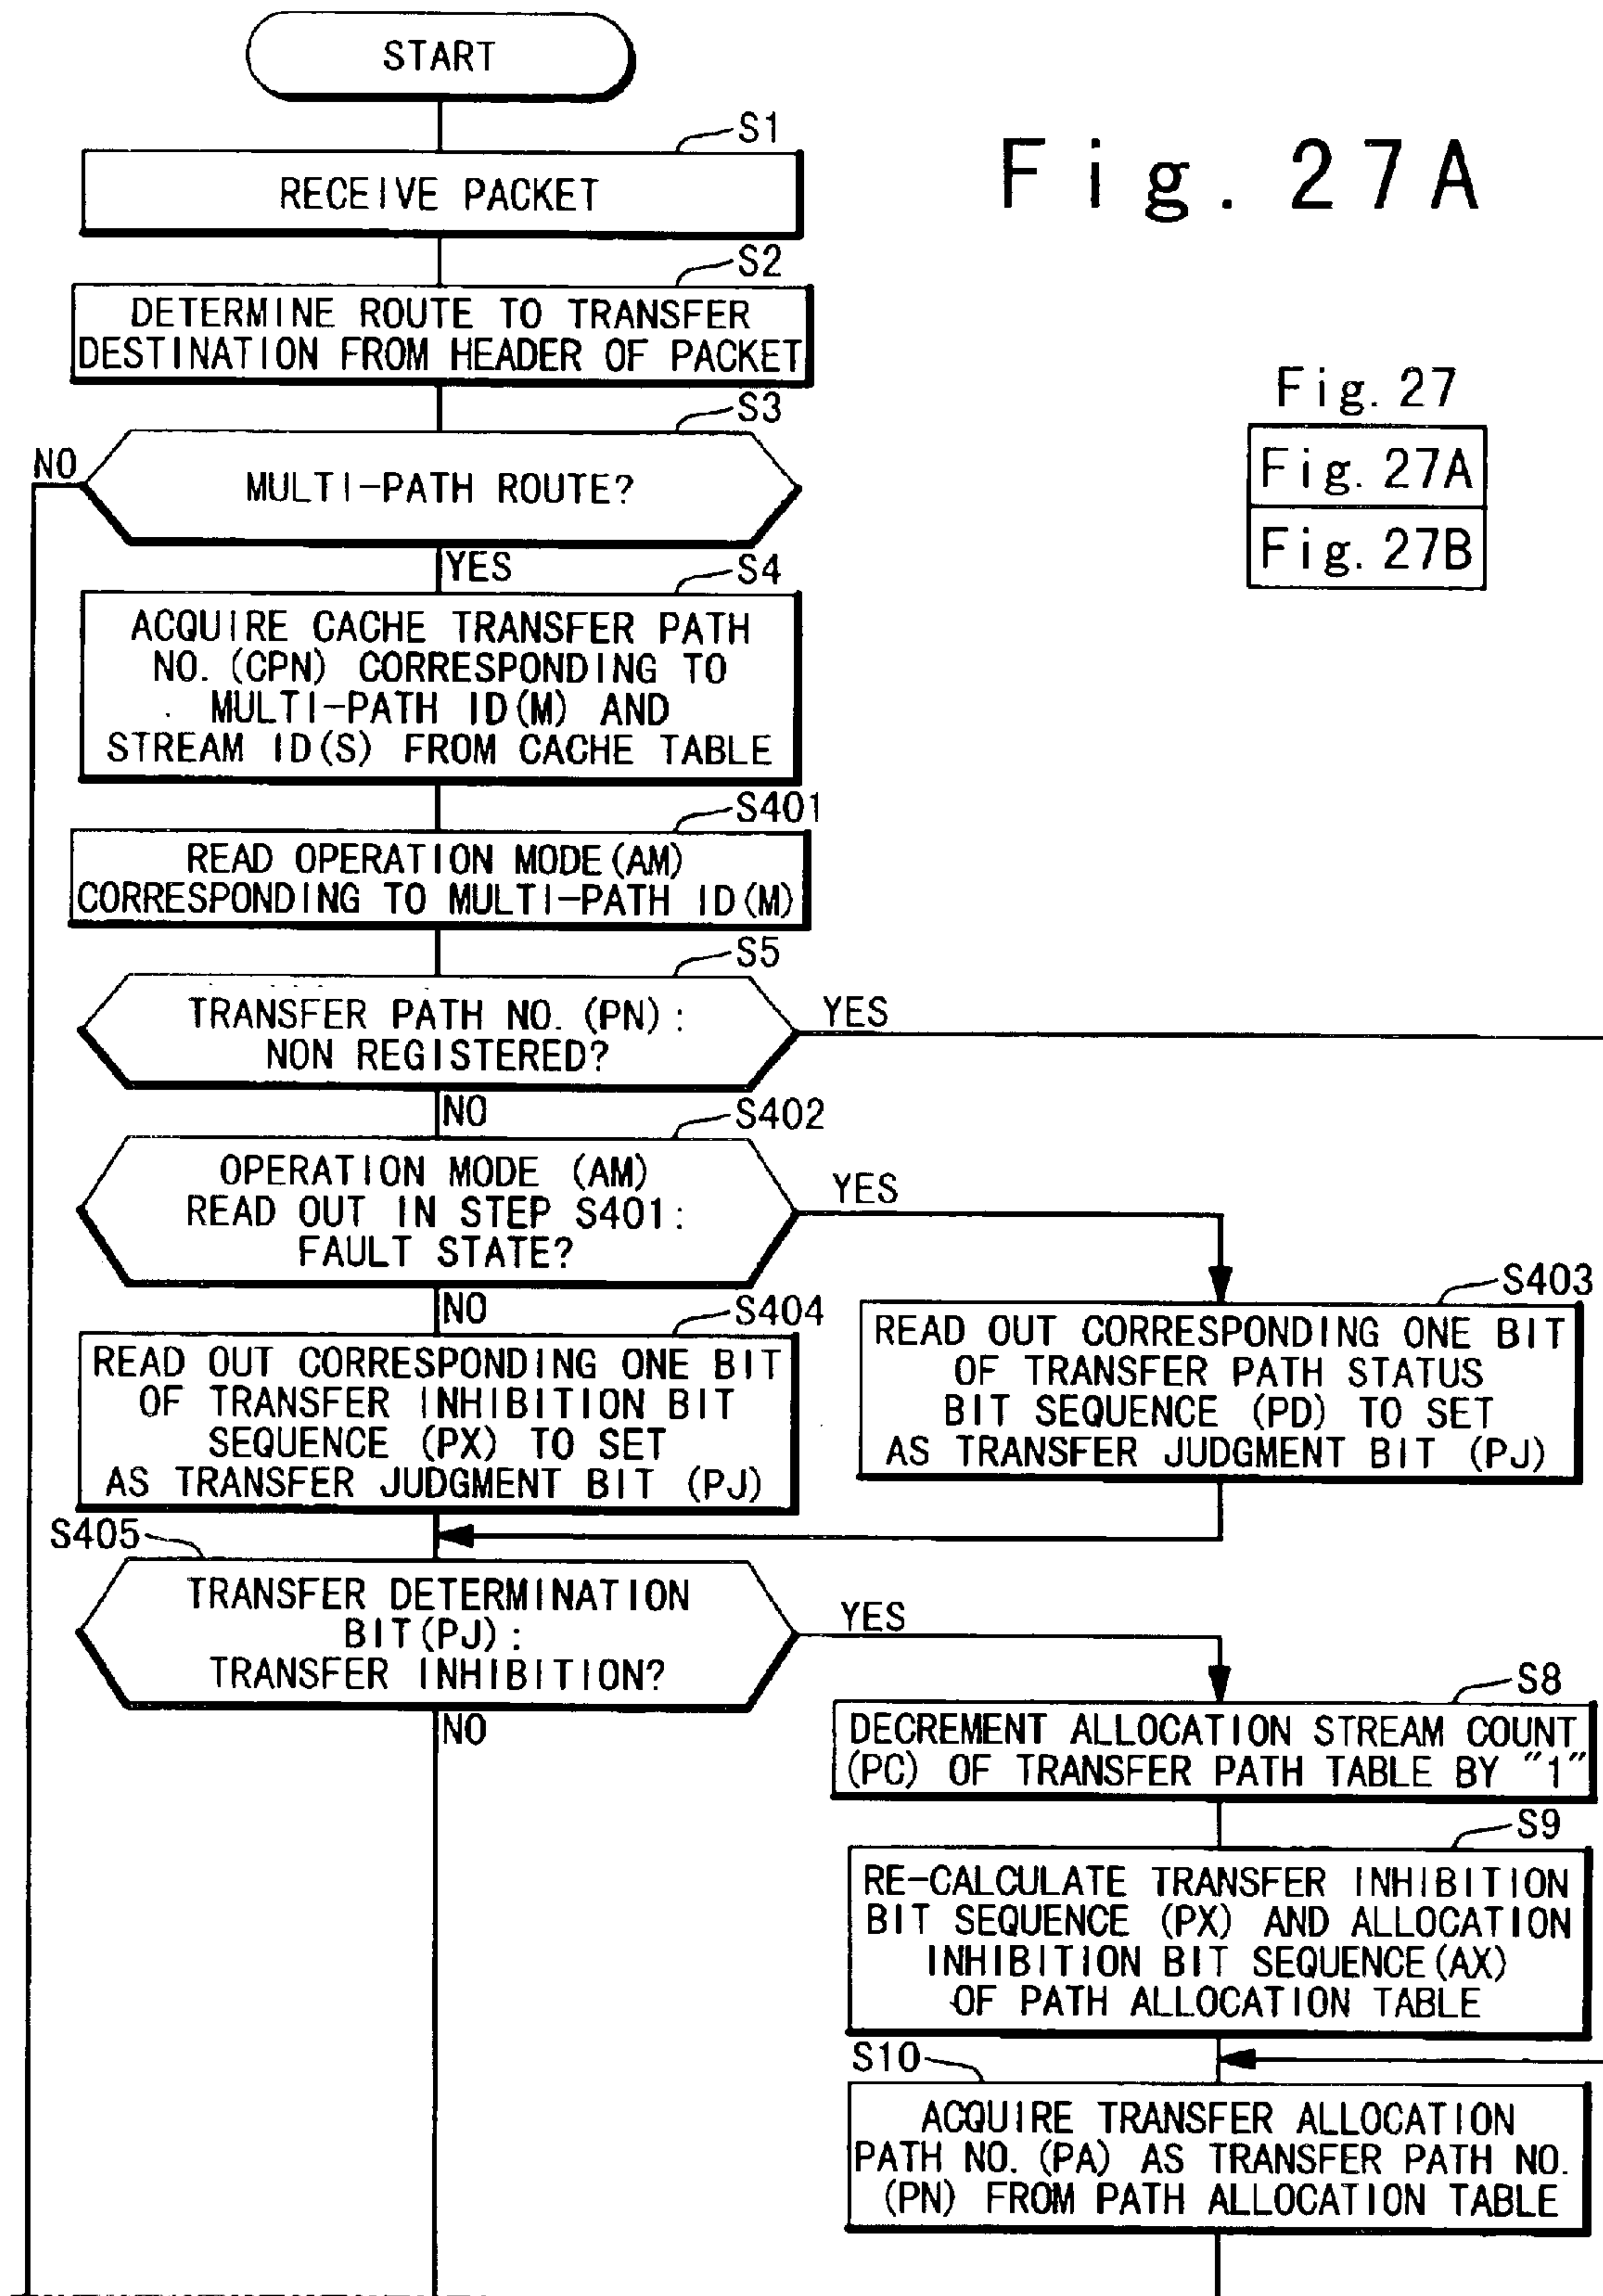 START
Fig. 27A
S1
RECEIVE PACKET
S2
DETERMINE ROUTE TO TRANSFER
DESTINATION FROM HEADER OF PACKET
Fig. 27
Fig. 27A
Fig. 27B
S3
NO
MULTI-PATH ROUTE?
YES
S4
ACQUIRE CACHE TRANSFER PATH
NO. (CPN) CORRESPONDING TO
MULTI-PATH ID(M) AND
STREAM ID(S) FROM CACHE TABLE
S401
READ OPERATION MODE(AM)
CORRESPONDING TO MULTI-PATH ID(M)
S5
TRANSFER PATH NO. (PN):
NON REGISTERED?
YES
NO
S402
OPERATION MODE (AM)
READ OUT IN STEP S401:
FAULT STATE?
YES
NO
S404
READ OUT CORRESPONDING ONE BIT
OF TRANSFER INHIBITION BIT
SEQUENCE (PX) TO SET
AS TRANSFER JUDGMENT BIT (PJ)
S403
READ OUT CORRESPONDING ONE BIT
OF TRANSFER PATH STATUS
BIT SEQUENCE (PD) TO SET
AS TRANSFER JUDGMENT BIT (PJ)
S405
TRANSFER DETERMINATION
BIT(PJ):
TRANSFER INHIBITION?
YES
NO
S8
DECREMENT ALLOCATION STREAM COUNT
(PC) OF TRANSFER PATH TABLE BY "1"
S9
RE-CALCULATE TRANSFER INHIBITION
BIT SEQUENCE (PX) AND ALLOCATION
INHIBITION BIT SEQUENCE(AX)
OF PATH ALLOCATION TABLE
S10
ACQUIRE TRANSFER ALLOCATION
PATH NO. (PA) AS TRANSFER PATH NO.
(PN) FROM PATH ALLOCATION TABLE